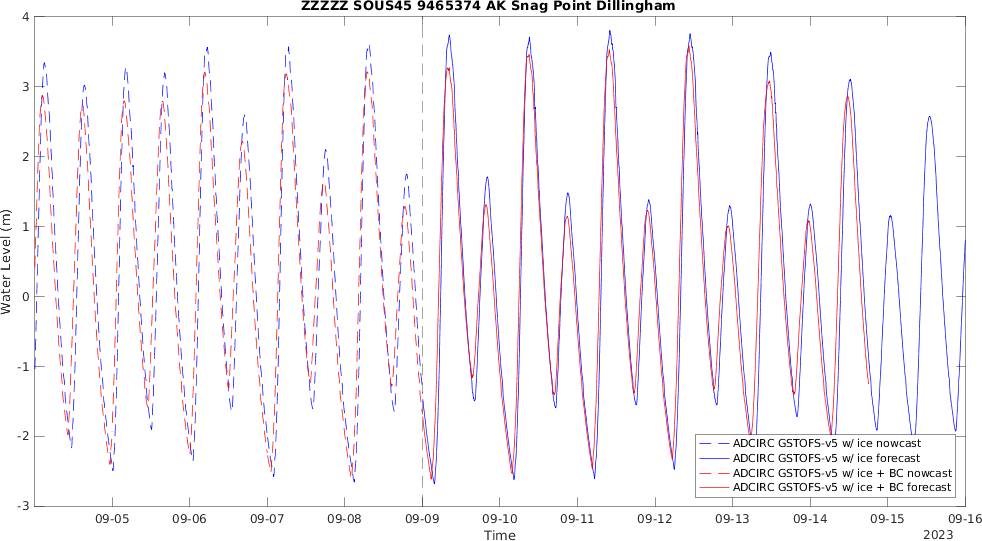 ZZZZZ SOUS45 9465374 AK Snag Point Dillingham
4
3
2
1
0
-1
-2
-3
Water Level (m)
ADCIRC GSTOFS-v5 w/ ice nowcast
ADCIRC GSTOFS-v5 w/ ice forecast
ADCIRC GSTOFS-v5 w/ ice + BC nowcast
ADCIRC GSTOFS-v5 w/ ice + BC forecast
09-05 09-06 09-07 09-08 09-09 09-10 09-11 09-12 09-13 09-14 09-15 09-16
Time
2023